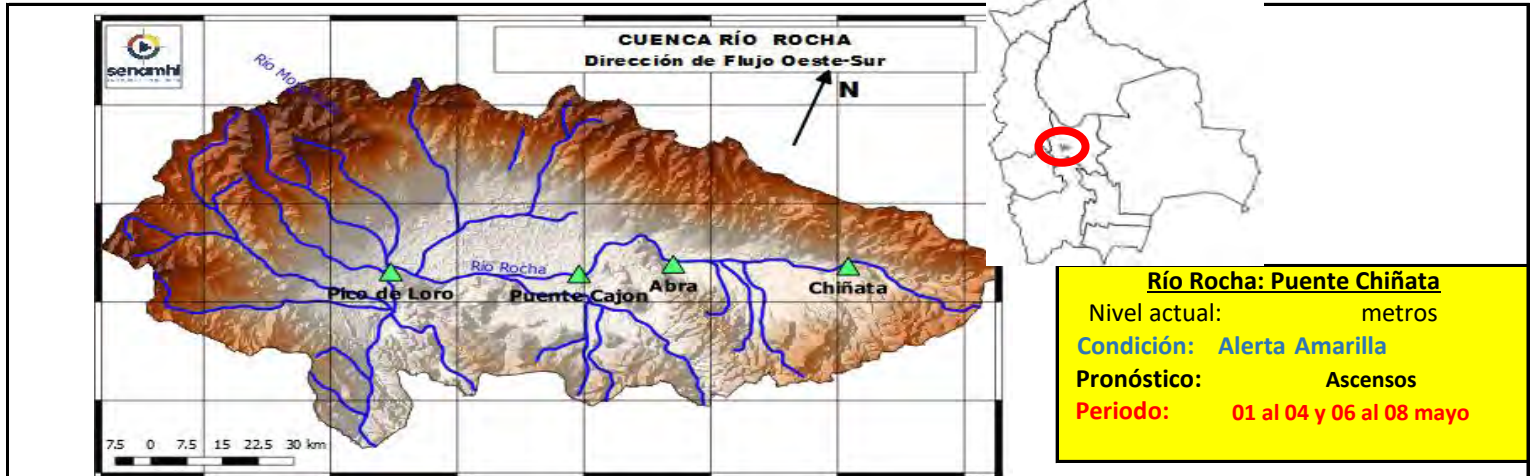 senamhi
CUENCA RÍO ROCHA
Dirección de Flujo Oeste-Sur
N
Río
Río Rocha
Pico de Loro
Puente Cajon
Abra
Chiñata
7.5 0 7.5 15 22.5 30 km
Río Rocha: Puente Chiñata
Nivel actual: metros
Condición: Alerta Amarilla
Pronóstico: Ascensos
Periodo: 01 al 04 y 06 al 08 mayo